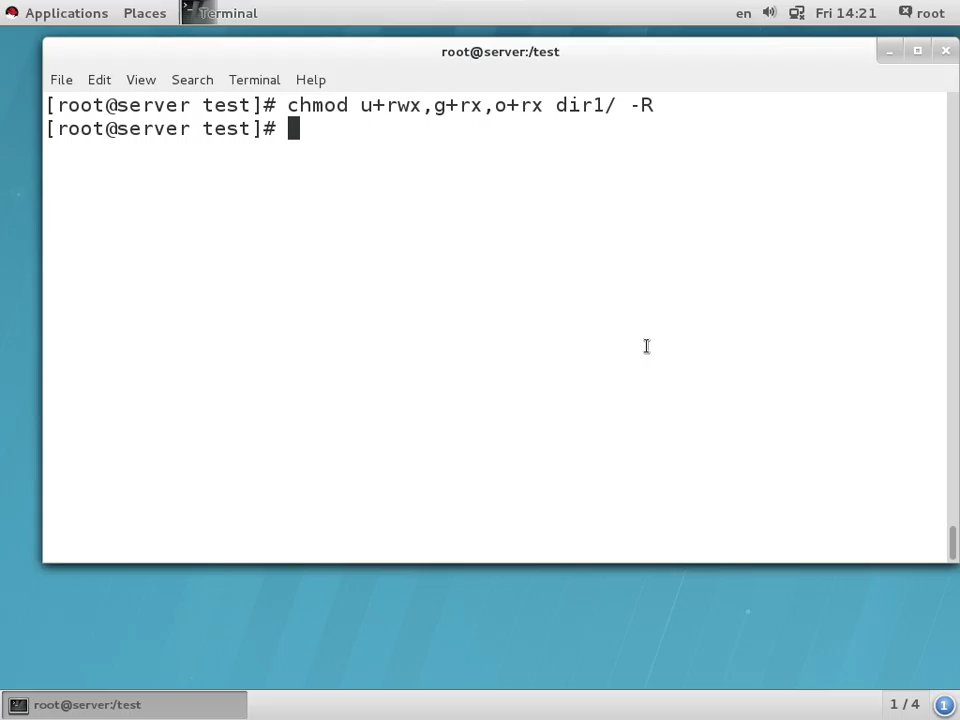 Applications Places Terminal en Fri 14:21 root
root@server:/test
File Edit View Search Terminal Help
[root@server test]# chmod u+rwx,g+rx,o+rx dir1/ -R
[root@server test]#
root@server:/test 1 / 4 1